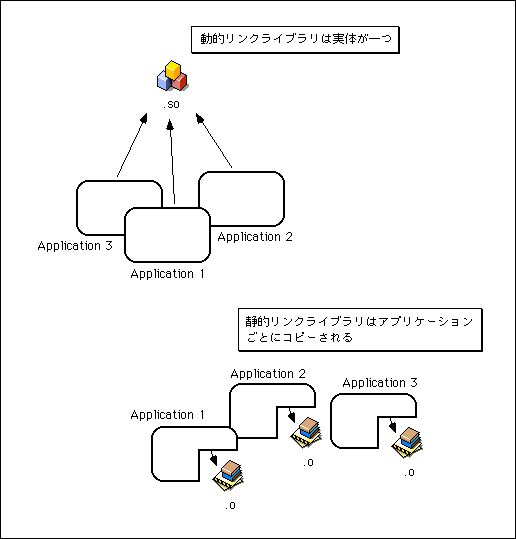 動的リンクライブラリは実体が一つ
.so
Application 3
Application 1
Application 2
静的リンクライブラリはアプリケーション
ごとにコピーされる
Application 1
Application 2
Application 3
.o
.o
.o